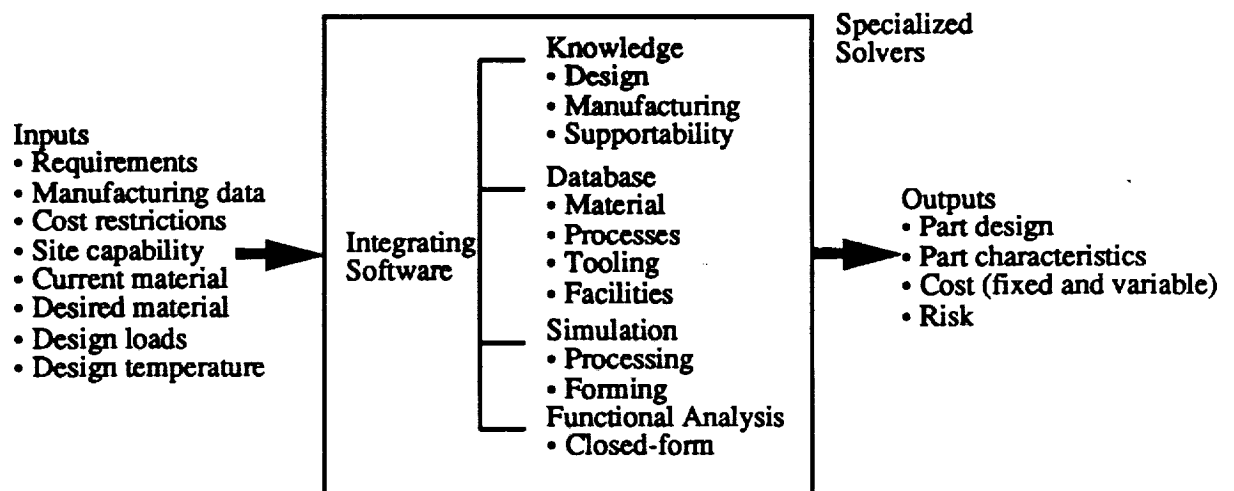 Inputs
• Requirements
• Manufacturing data
• Cost restrictions
• Site capability
• Current material
• Desired material
• Design loads
• Design temperature
Integrating
Software
Knowledge
• Design
• Manufacturing
• Supportability
Database
• Material
• Processes
• Tooling
• Facilities
Simulation
• Processing
• Forming
Functional Analysis
• Closed-form
Specialized
Solvers
Outputs
• Part design
• Part characteristics
• Cost (fixed and variable)
• Risk